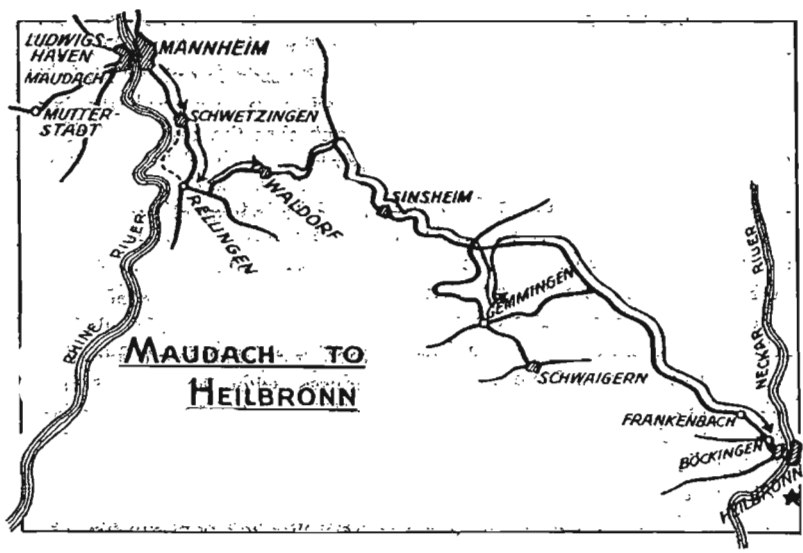 LUDWIGS-
HAVEN
MANNHEIM
MAUDACH
MUTTER-
STADT
SCHWETZINGEN
WALDORF
RELLINGEN
SINSHEIM
RIVER
RHINE
GEMMINGEN
SCHWAIGERN
NECKAR RIVER
FRANKENBACH
BÖCKINGEN
HEILBRONN
MAUDACH TO
HEILBRONN